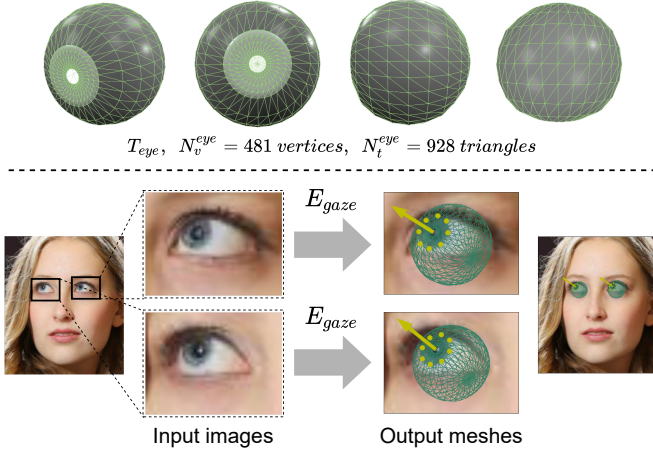 T_eye, N_v^eye = 481 vertices, N_t^eye = 928 triangles
E_gaze
E_gaze
Input images
Output meshes